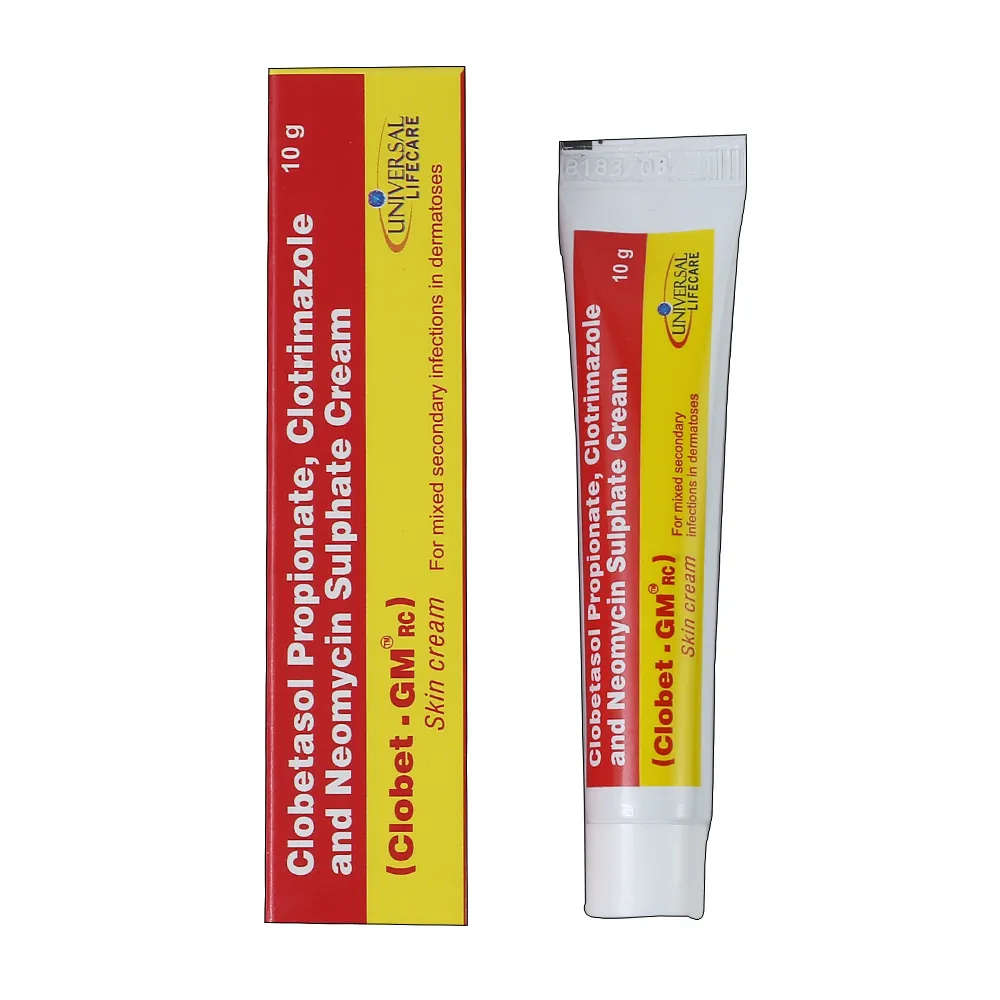 Clobetasol Propionate, Clotrimazole
and Neomycin Sulphate Cream
10 g
(Clobet - GM™ RC)
Skin cream
For mixed secondary infections in dermatoses
UNIVERSAL
LIFECARE
Clobetasol Propionate, Clotrimazole
and Neomycin Sulphate Cream
10 g
(Clobet - GM™ RC)
Skin cream
For mixed secondary
infections in dermatoses
UNIVERSAL
LIFECARE